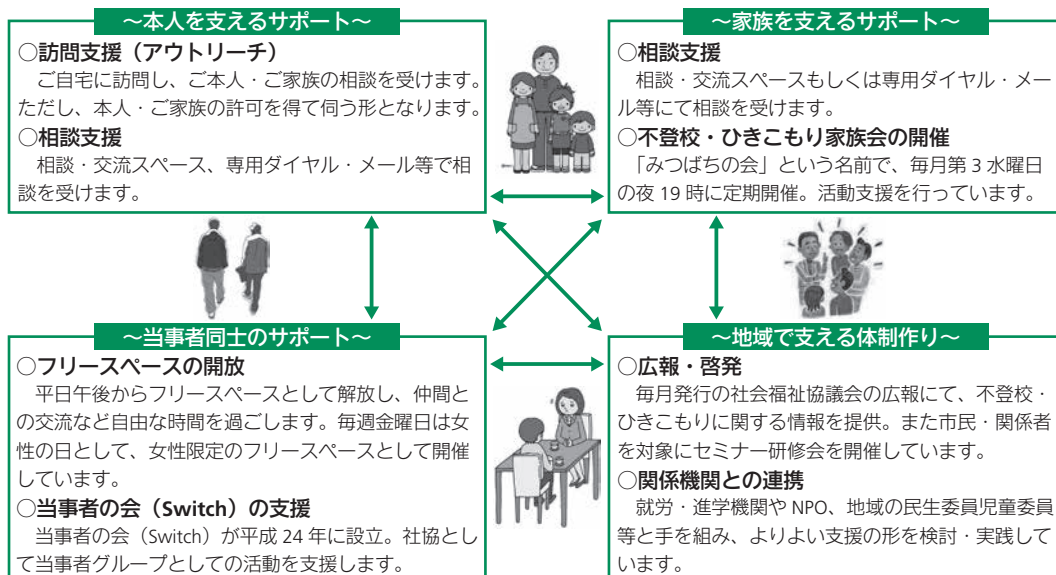 ~本人を支えるサポート~
○訪問支援(アウトリーチ)
ご自宅に訪問し、ご本人・ご家族の相談を受けます。
ただし、本人・ご家族の許可を得て伺う形となります。
○相談支援
相談・交流スペース、専用ダイヤル・メール等で相
談を受けます。
~家族を支えるサポート~
○相談支援
相談・交流スペースもしくは専用ダイヤル・メー
ル等にて相談を受けます。
○不登校・ひきこもり家族会の開催
「みつばちの会」という名前で、毎月第3水曜日
の夜19時に定期開催。活動支援を行っています。
~当事者同士のサポート~
○フリースペースの開放
平日午後からフリースペースとして解放し、仲間と
の交流など自由な時間を過ごします。毎週金曜日は女
性の日として、女性限定のフリースペースとして開催
しています。
○当事者の会(Switch)の支援
当事者の会(Switch)が平成24年に設立。社協とし
て当事者グループとしての活動を支援します。
~地域で支える体制作り~
○広報・啓発
毎月発行の社会福祉協議会の広報にて、不登校・
ひきこもりに関する情報を提供。また市民・関係者
を対象にセミナー研修会を開催しています。
○関係機関との連携
就労・進学機関やNPO、地域の民生委員児童委員
等と手を組み、よりよい支援の形を検討・実践して
います。